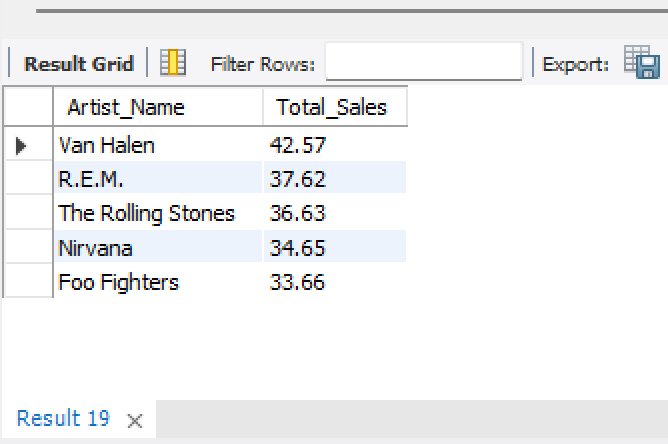 Result Grid Filter Rows: Export:
Artist_Name Total_Sales
Van Halen 42.57
R.E.M. 37.62
The Rolling Stones 36.63
Nirvana 34.65
Foo Fighters 33.66
Result 19